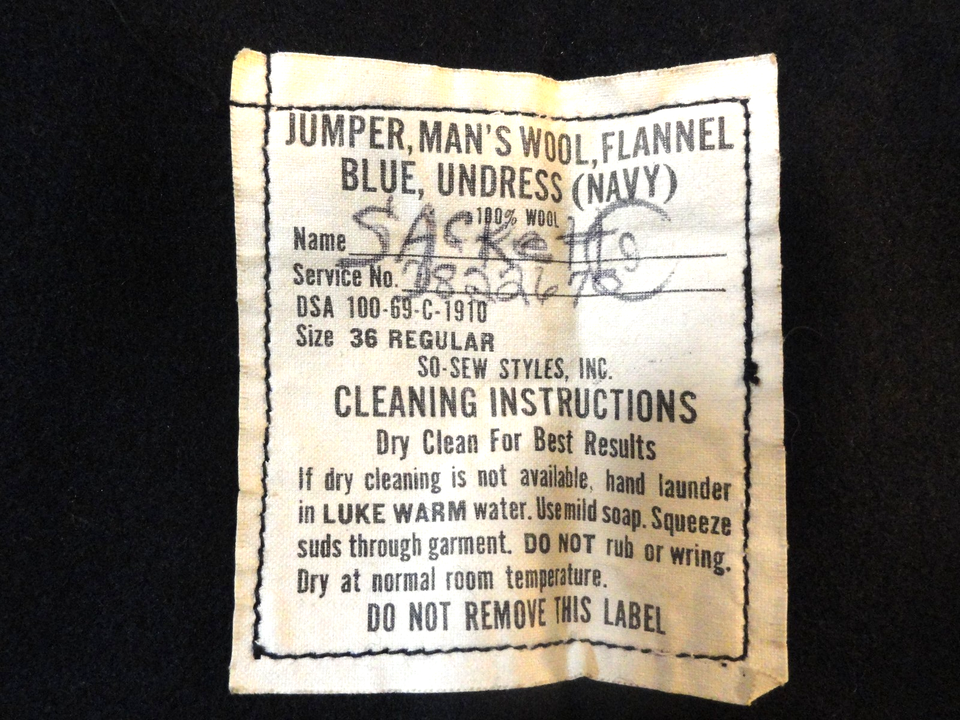 JUMPER, MAN'S WOOL, FLANNEL
BLUE, UNDRESS (NAVY)
100% WOOL
Name SACKett
Service No.
DSA 100-69-C-1910
Size 36 REGULAR
SO-SEW STYLES, INC.
CLEANING INSTRUCTIONS
Dry Clean For Best Results
If dry cleaning is not available, hand launder
in LUKE WARM water. Use mild soap. Squeeze
suds through garment. DO NOT rub or wring.
Dry at normal room temperature.
DO NOT REMOVE THIS LABEL